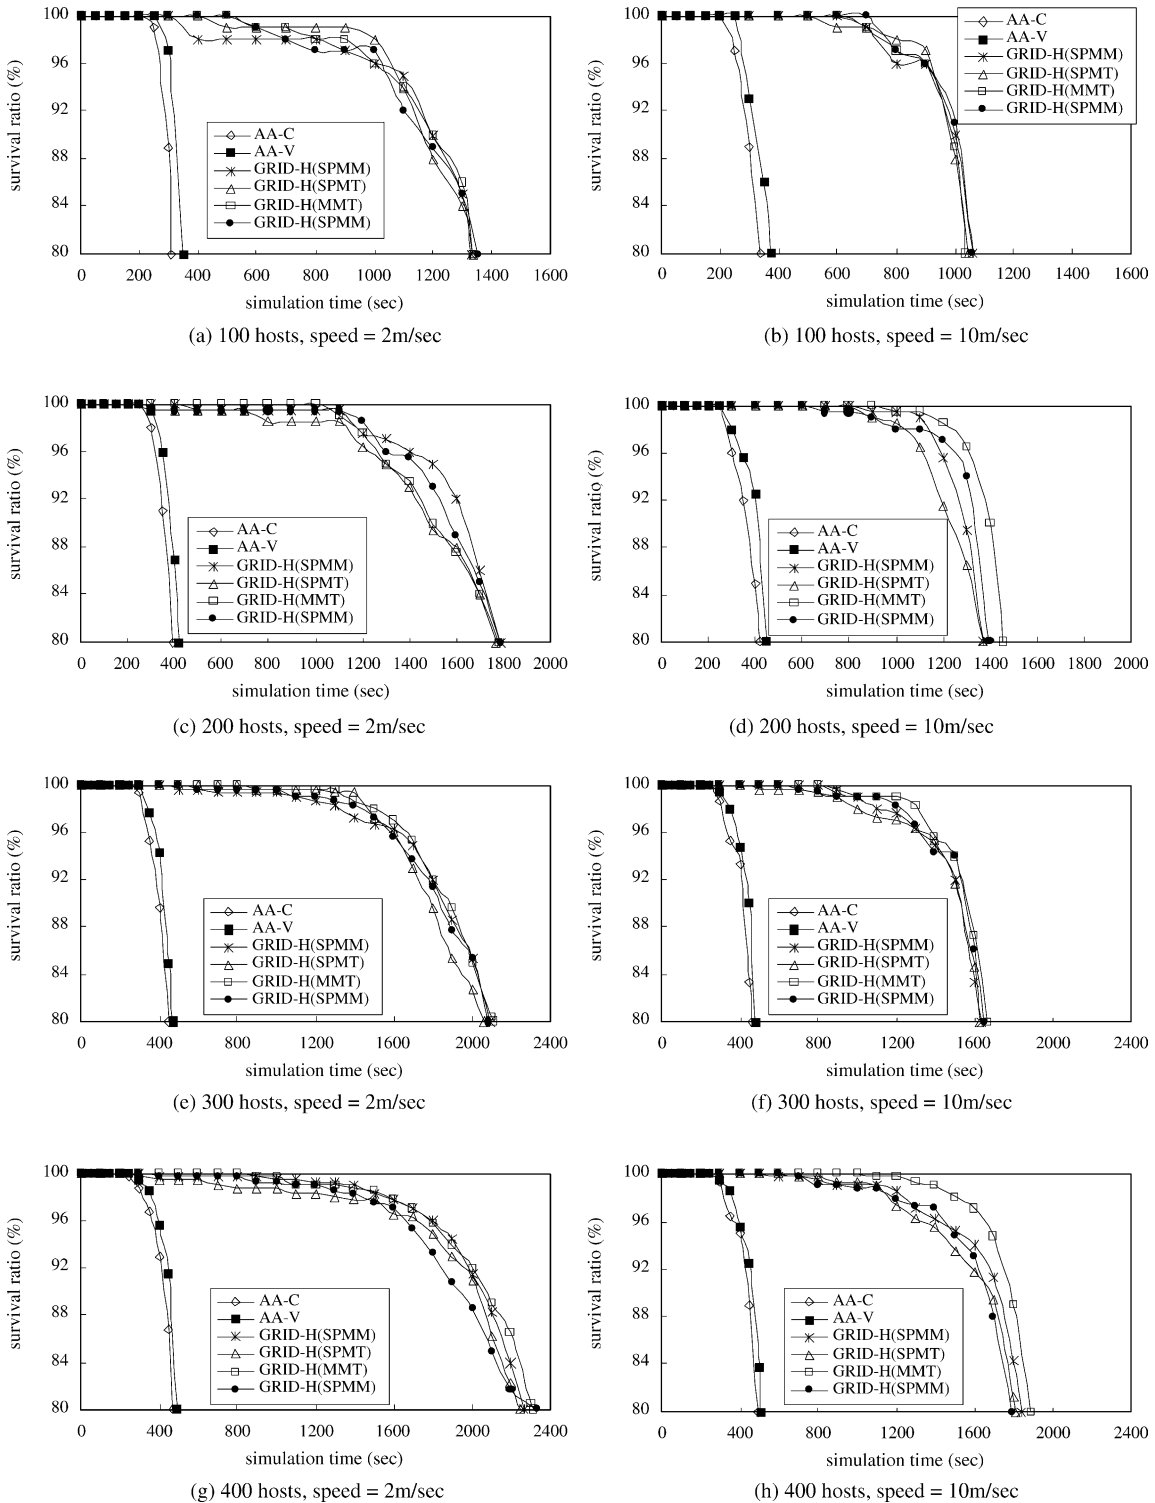 100
96
92
88
84
80
survival ratio (%)
AA-C
AA-V
GRID-H(SPMM)
GRID-H(SPMT)
GRID-H(MMT)
GRID-H(SPMM)
0 200 400 600 800 1000 1200 1400 1600
simulation time (sec)
(a) 100 hosts, speed = 2m/sec
100
96
92
88
84
80
survival ratio (%)
AA-C
AA-V
GRID-H(SPMM)
GRID-H(SPMT)
GRID-H(MMT)
GRID-H(SPMM)
0 200 400 600 800 1000 1200 1400 1600
simulation time (sec)
(b) 100 hosts, speed = 10m/sec
100
96
92
88
84
80
survival ratio (%)
AA-C
AA-V
GRID-H(SPMM)
GRID-H(SPMT)
GRID-H(MMT)
GRID-H(SPMM)
0 200 400 600 800 1000 1200 1400 1600 1800 2000
simulation time (sec)
(c) 200 hosts, speed = 2m/sec
100
96
92
88
84
80
survival ratio (%)
AA-C
AA-V
GRID-H(SPMM)
GRID-H(SPMT)
GRID-H(MMT)
GRID-H(SPMM)
0 200 400 600 800 1000 1200 1400 1600 1800 2000
simulation time (sec)
(d) 200 hosts, speed = 10m/sec
100
96
92
88
84
80
survival ratio (%)
AA-C
AA-V
GRID-H(SPMM)
GRID-H(SPMT)
GRID-H(MMT)
GRID-H(SPMM)
0 400 800 1200 1600 2000 2400
simulation time (sec)
(e) 300 hosts, speed = 2m/sec
100
96
92
88
84
80
survival ratio (%)
AA-C
AA-V
GRID-H(SPMM)
GRID-H(SPMT)
GRID-H(MMT)
GRID-H(SPMM)
0 400 800 1200 1600 2000 2400
simulation time (sec)
(f) 300 hosts, speed = 10m/sec
100
96
92
88
84
80
survival ratio (%)
AA-C
AA-V
GRID-H(SPMM)
GRID-H(SPMT)
GRID-H(MMT)
GRID-H(SPMM)
0 400 800 1200 1600 2000 2400
simulation time (sec)
(g) 400 hosts, speed = 2m/sec
100
96
92
88
84
80
survival ratio (%)
AA-C
AA-V
GRID-H(SPMM)
GRID-H(SPMT)
GRID-H(MMT)
GRID-H(SPMM)
0 400 800 1200 1600 2000 2400
simulation time (sec)
(h) 400 hosts, speed = 10m/sec